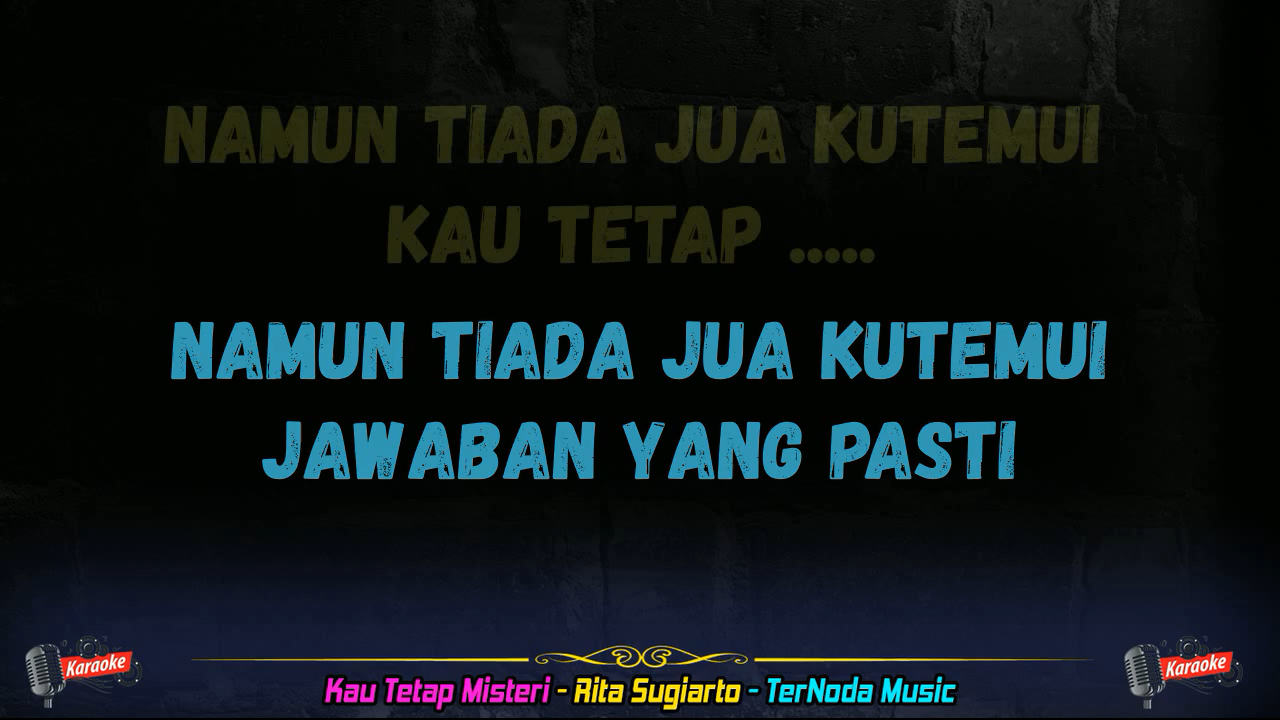 NAMUN TIADA JUA KUTEMUI
KAU TETAP .....
NAMUN TIADA JUA KUTEMUI
JAWABAN YANG PASTI
Karaoke
Karaoke
Kau Tetap Misteri - Rita Sugiarto - TerNoda Music